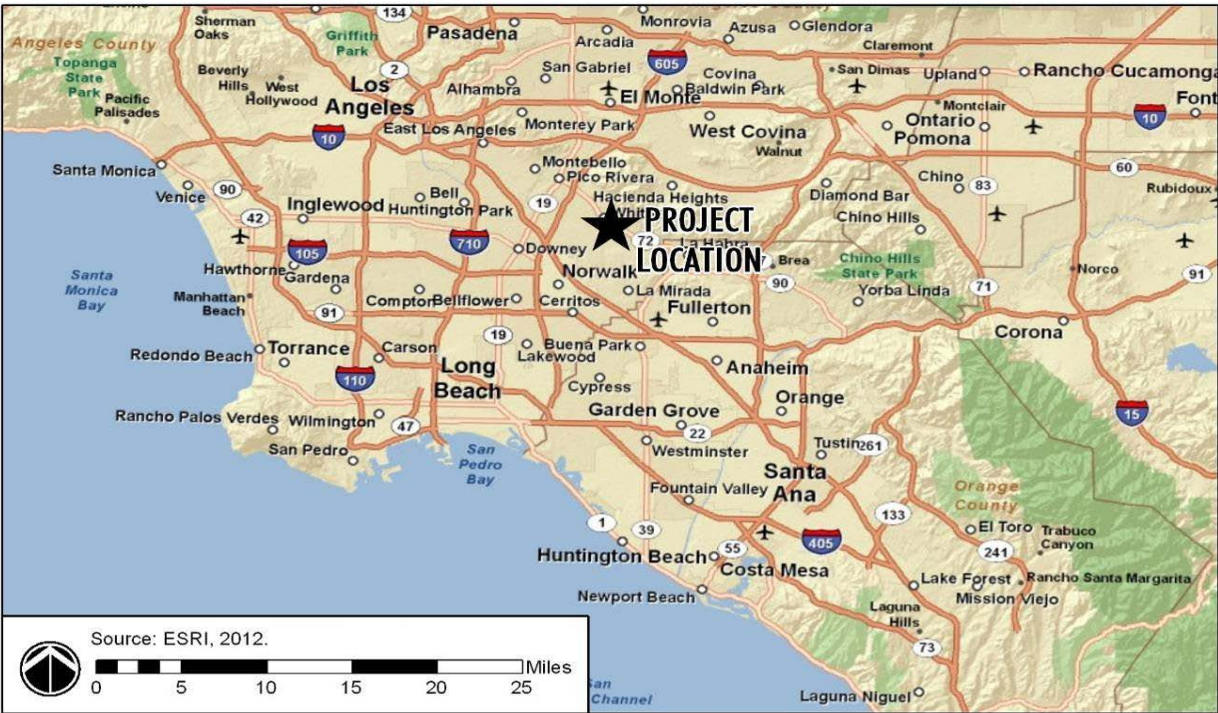 134
Sherman
Oaks
Pasadena
Monrovia
Azusa
Glendora
Arcadia
Claremont
Angeles County
Topanga
State
Park
Griffith
Park
2
San Gabriel
605
Covina
San Dimas
Upland
Rancho Cucamonga
Beverly
Hills
West
Hollywood
Los
Angeles
Alhambra
El Monte
Baldwin Park
Montclair
Pacific
Palisades
10
East Los Angeles
Monterey Park
West Covina
Walnut
Ontario
Pomona
10
Font
Santa Monica
Venice
90
Montebello
Pico Rivera
60
Bell
Huntington Park
Hacienda Heights
Diamond Bar
Chino
83
Rubidoux
42
Inglewood
19
Whit
PROJECT
LOCATION
Chino Hills
105
710
Downey
72
La Habra
Hawthorne
Gardena
Norwalk
7
Brea
Chino Hills
State Park
Norco
91
Santa
Monica
Bay
Manhattan
Beach
Compton
Bellflower
Cerritos
La Mirada
90
Yorba Linda
71
91
Fullerton
Corona
19
Redondo Beach
Torrance
Carson
Lakewood
Buena Park
Anaheim
110
Long
Beach
Cypress
Orange
15
Rancho Palos Verdes
Wilmington
47
Garden Grove
22
San Pedro
San
Pedro
Bay
Westminster
Tustin
261
Santa
Ana
Fountain Valley
Orange
County
1
39
133
El Toro
Trabuco
Canyon
Huntington Beach
55
405
241
Costa Mesa
Lake Forest
Rancho Santa Margarita
Newport Beach
Mission Viejo
Laguna
Hills
73
Laguna Niguel
Source: ESRI, 2012.
Miles
0 5 10 15 20 25
Channel